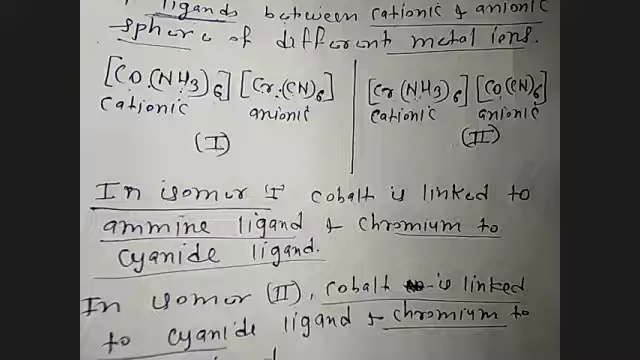 ligands between cationic & anionic
sphere of different metal ions.
[CO.(NH3)6] [Cr.(CN)6] [Cr(NH3)6] [CO(CN)6]
cationic anionic cationic anionic
(I) (II)
In isomer I cobalt is linked to
ammine ligand & chromium to
cyanide ligand.
In isomer (II), cobalt is linked
to cyanide ligand & chromium to